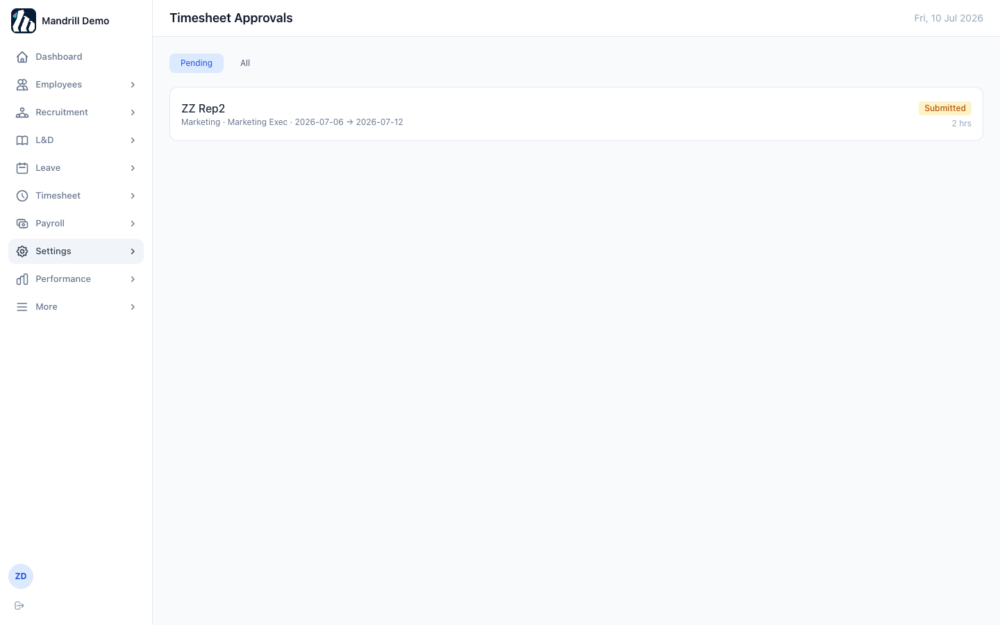 Mandrill Demo
Dashboard
Employees
Recruitment
L&D
Leave
Timesheet
Payroll
Settings
Performance
More
ZD
Timesheet Approvals
Fri, 10 Jul 2026
Pending
All
ZZ Rep2
Marketing · Marketing Exec · 2026-07-06 → 2026-07-12
Submitted
2 hrs